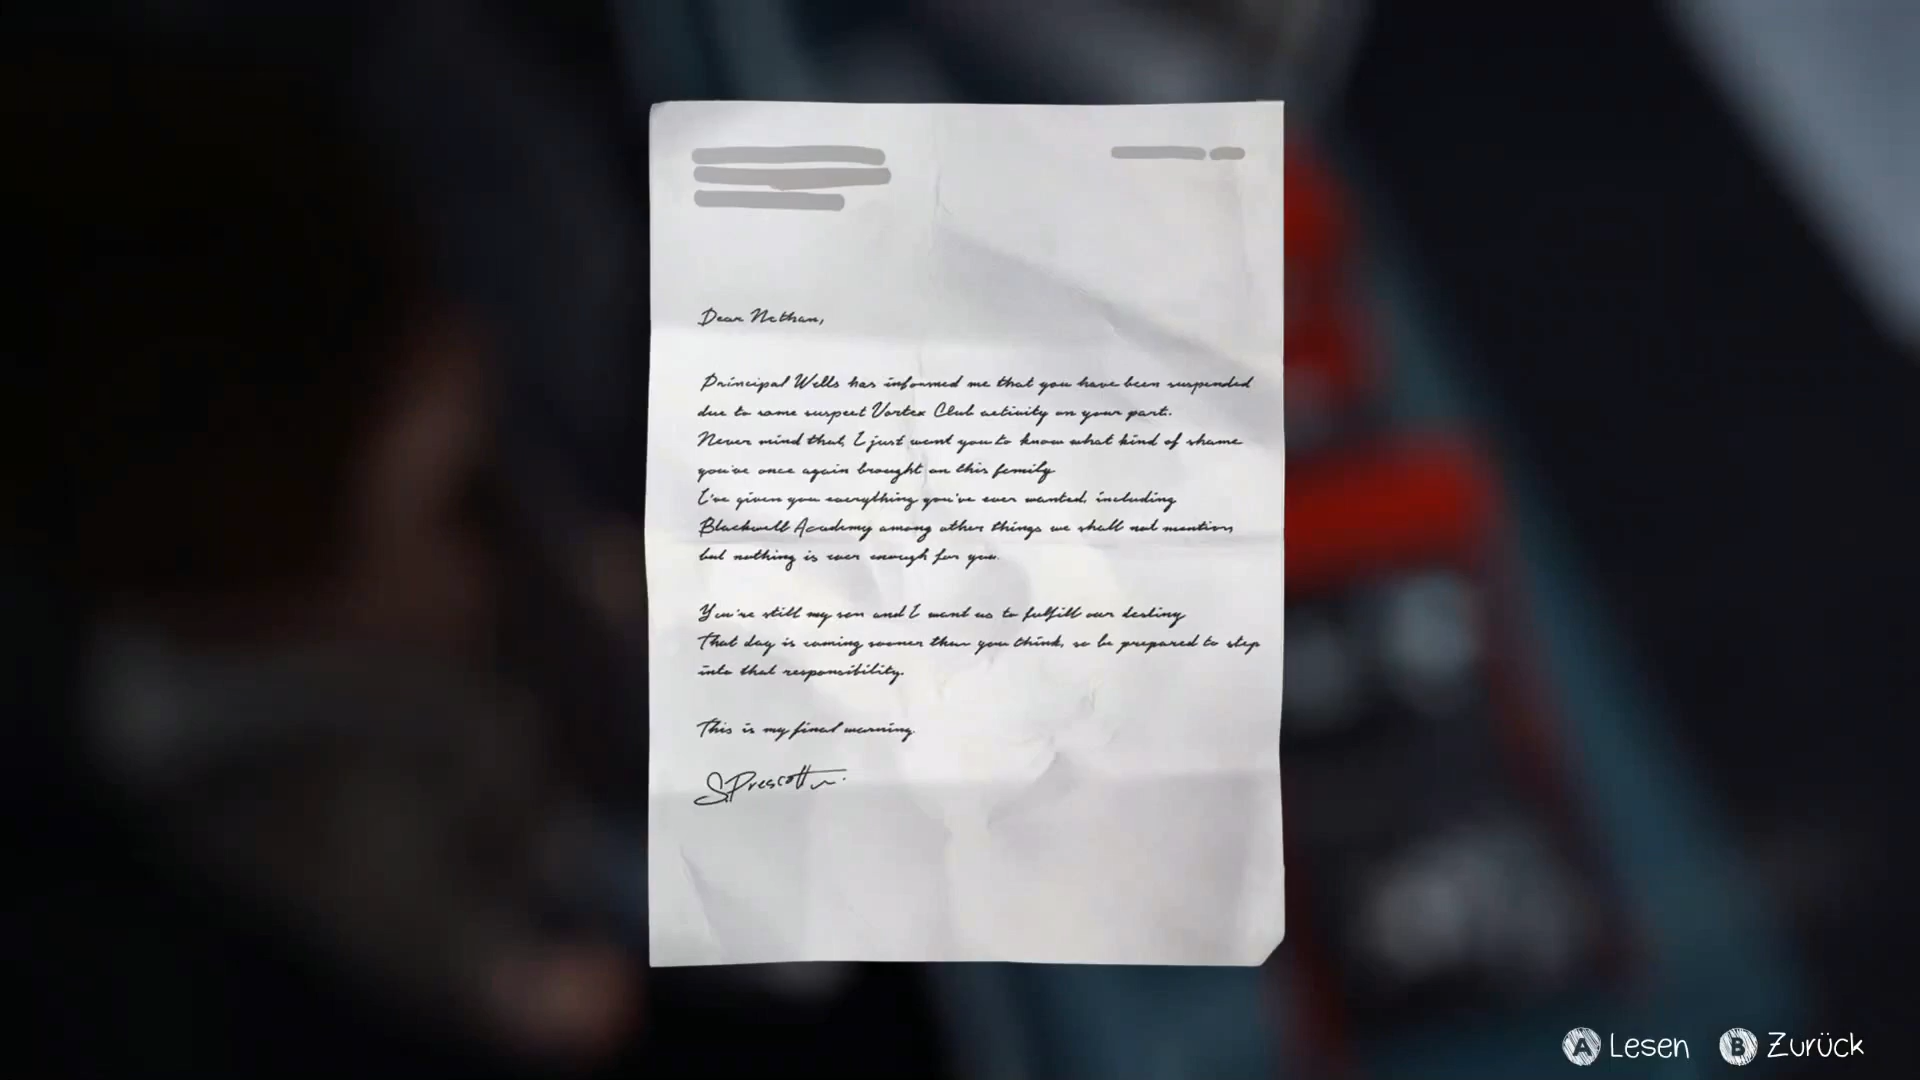 Dear Nathan,
Principal Wells has informed me that you have been suspended
due to some suspect Vortex Club activity on your part.
Never mind that, I just want you to know what kind of shame
you've once again brought on this family
I've given you everything you've ever wanted, including
Blackwell Academy among other things we shall not mention
but nothing is ever enough for you.
You're still my son and I want us to fulfill our destiny
That day is coming sooner than you think, so be prepared to step
into that responsibility.
This is my final warning.
S.Prescott
A Lesen B Zurück